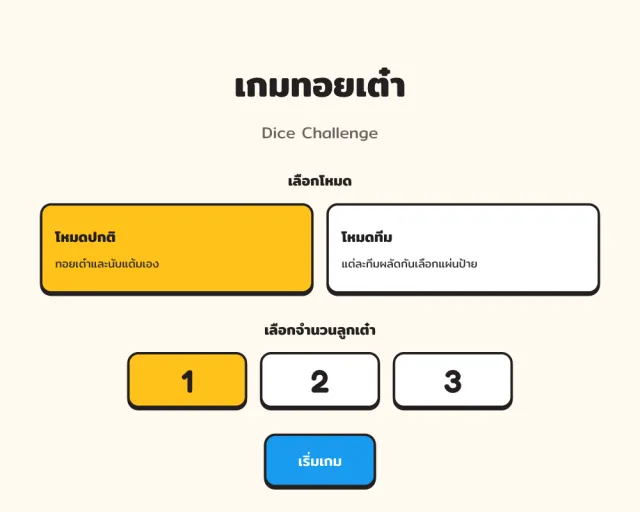 เกมทอยเต๋า
Dice Challenge
เลือกโหมด
โหมดปกติ
ทอยเต๋าและนับแต้มเอง
โหมดทีม
แต่ละทีมผลัดกันเลือกแผ่นป้าย
เลือกจำนวนลูกเต๋า
1
2
3
เริ่มเกม